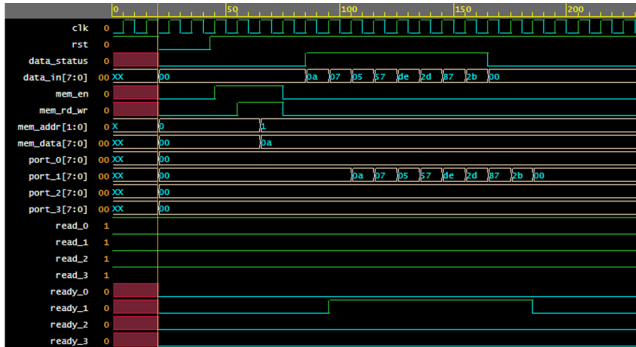 0 50 100 150 200
clk 0
rst 0
data_status 0
data_in[7:0] 00 XX 00 0a 07 05 57 de 2d 87 2b 00
mem_en 0
mem_rd_wr 0
mem_addr[1:0] 0 X 0 1
mem_data[7:0] 00 XX 00 0a
port_0[7:0] 00 XX 00
port_1[7:0] 00 XX 00 0a 07 05 57 de 2d 87 2b 00
port_2[7:0] 00 XX 00
port_3[7:0] 00 XX 00
read_0 1
read_1 1
read_2 1
read_3 1
ready_0 0
ready_1 0
ready_2 0
ready_3 0